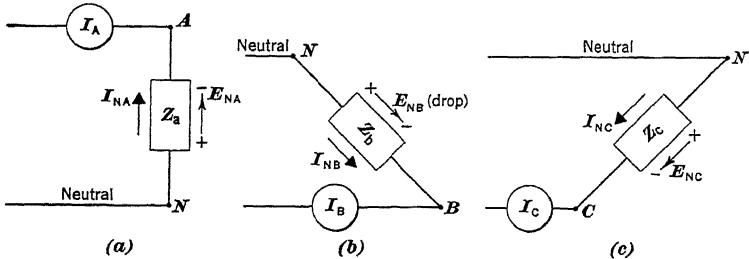 I_A A
I_NA Z_a − E_NA +
Neutral N
(a)
Neutral N
+ E_NB (drop) −
Z_b
I_NB
I_B B
(b)
Neutral N
I_NC Z_c + − E_NC
I_C C
(c)